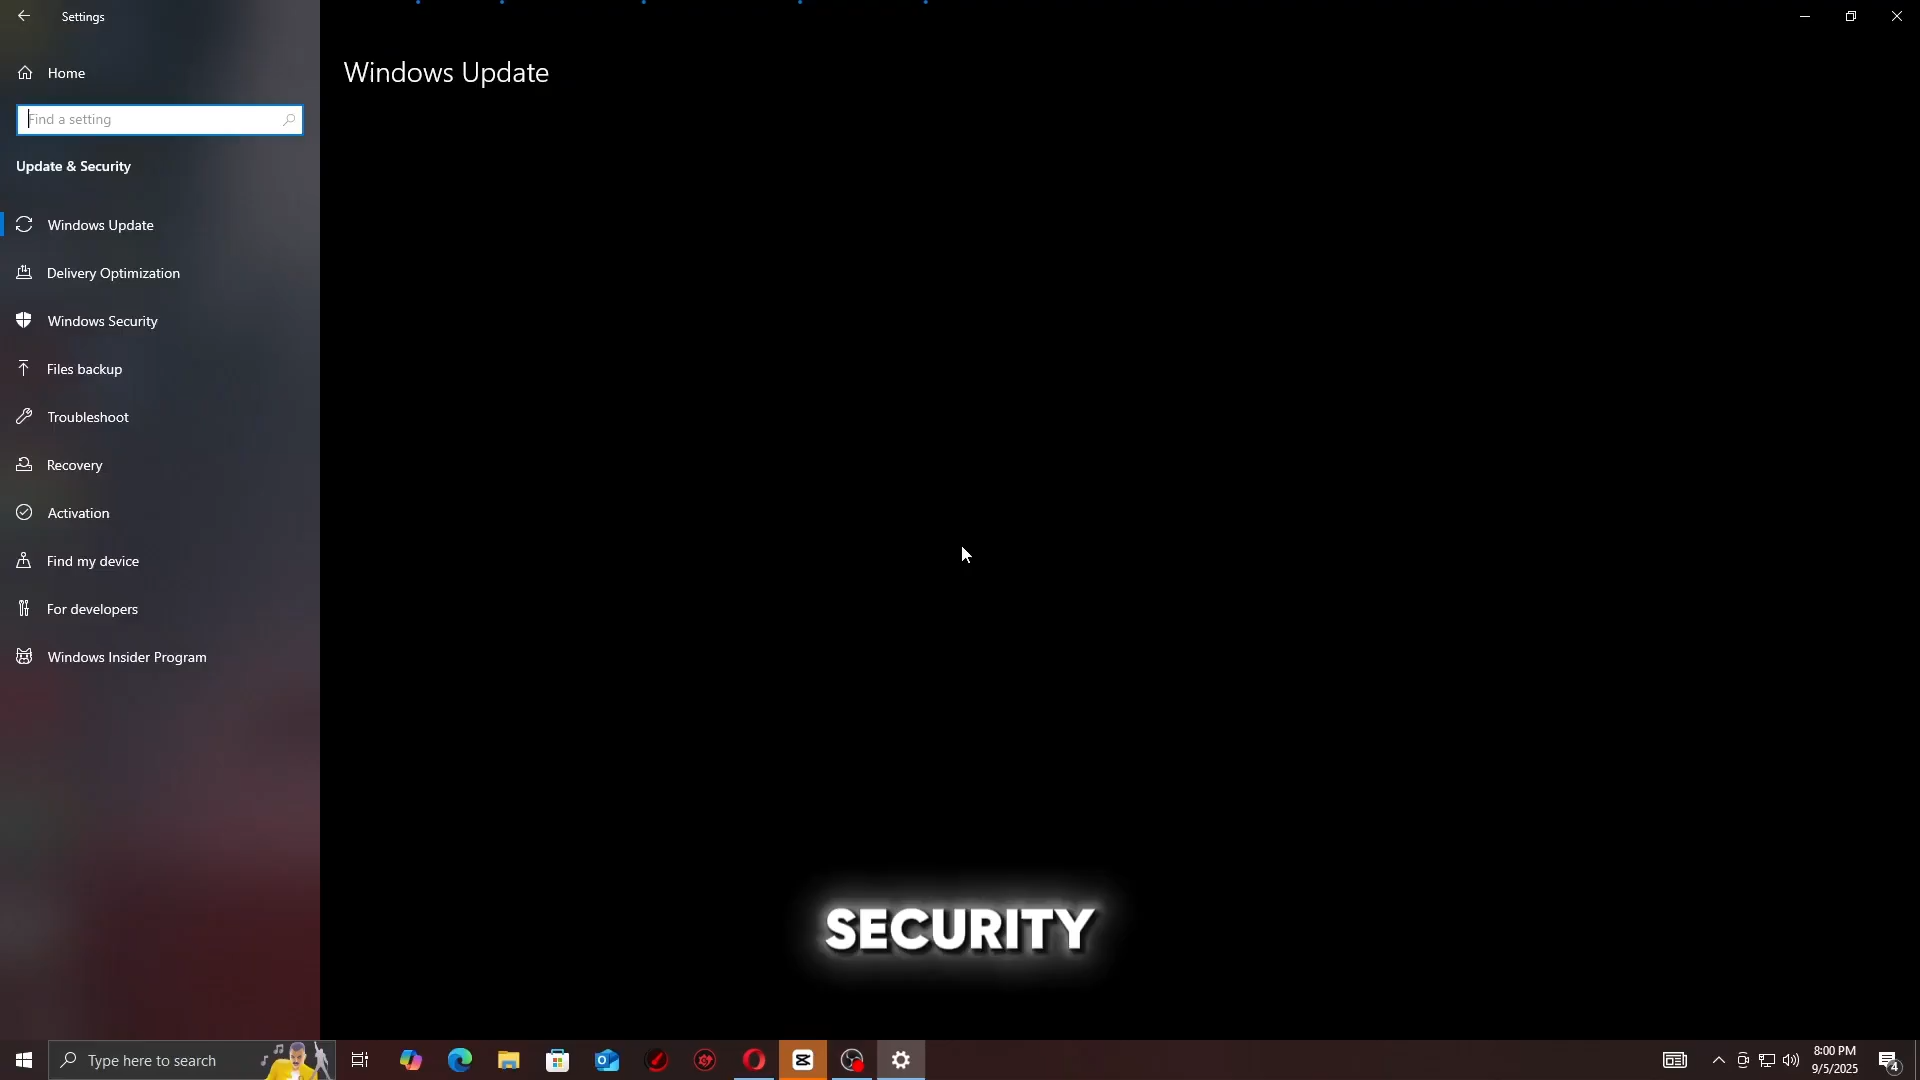 Settings
Home
Find a setting
Update & Security
Windows Update
Delivery Optimization
Windows Security
Files backup
Troubleshoot
Recovery
Activation
Find my device
For developers
Windows Insider Program
Windows Update
SECURITY
Type here to search
8:00 PM
9/5/2025
4